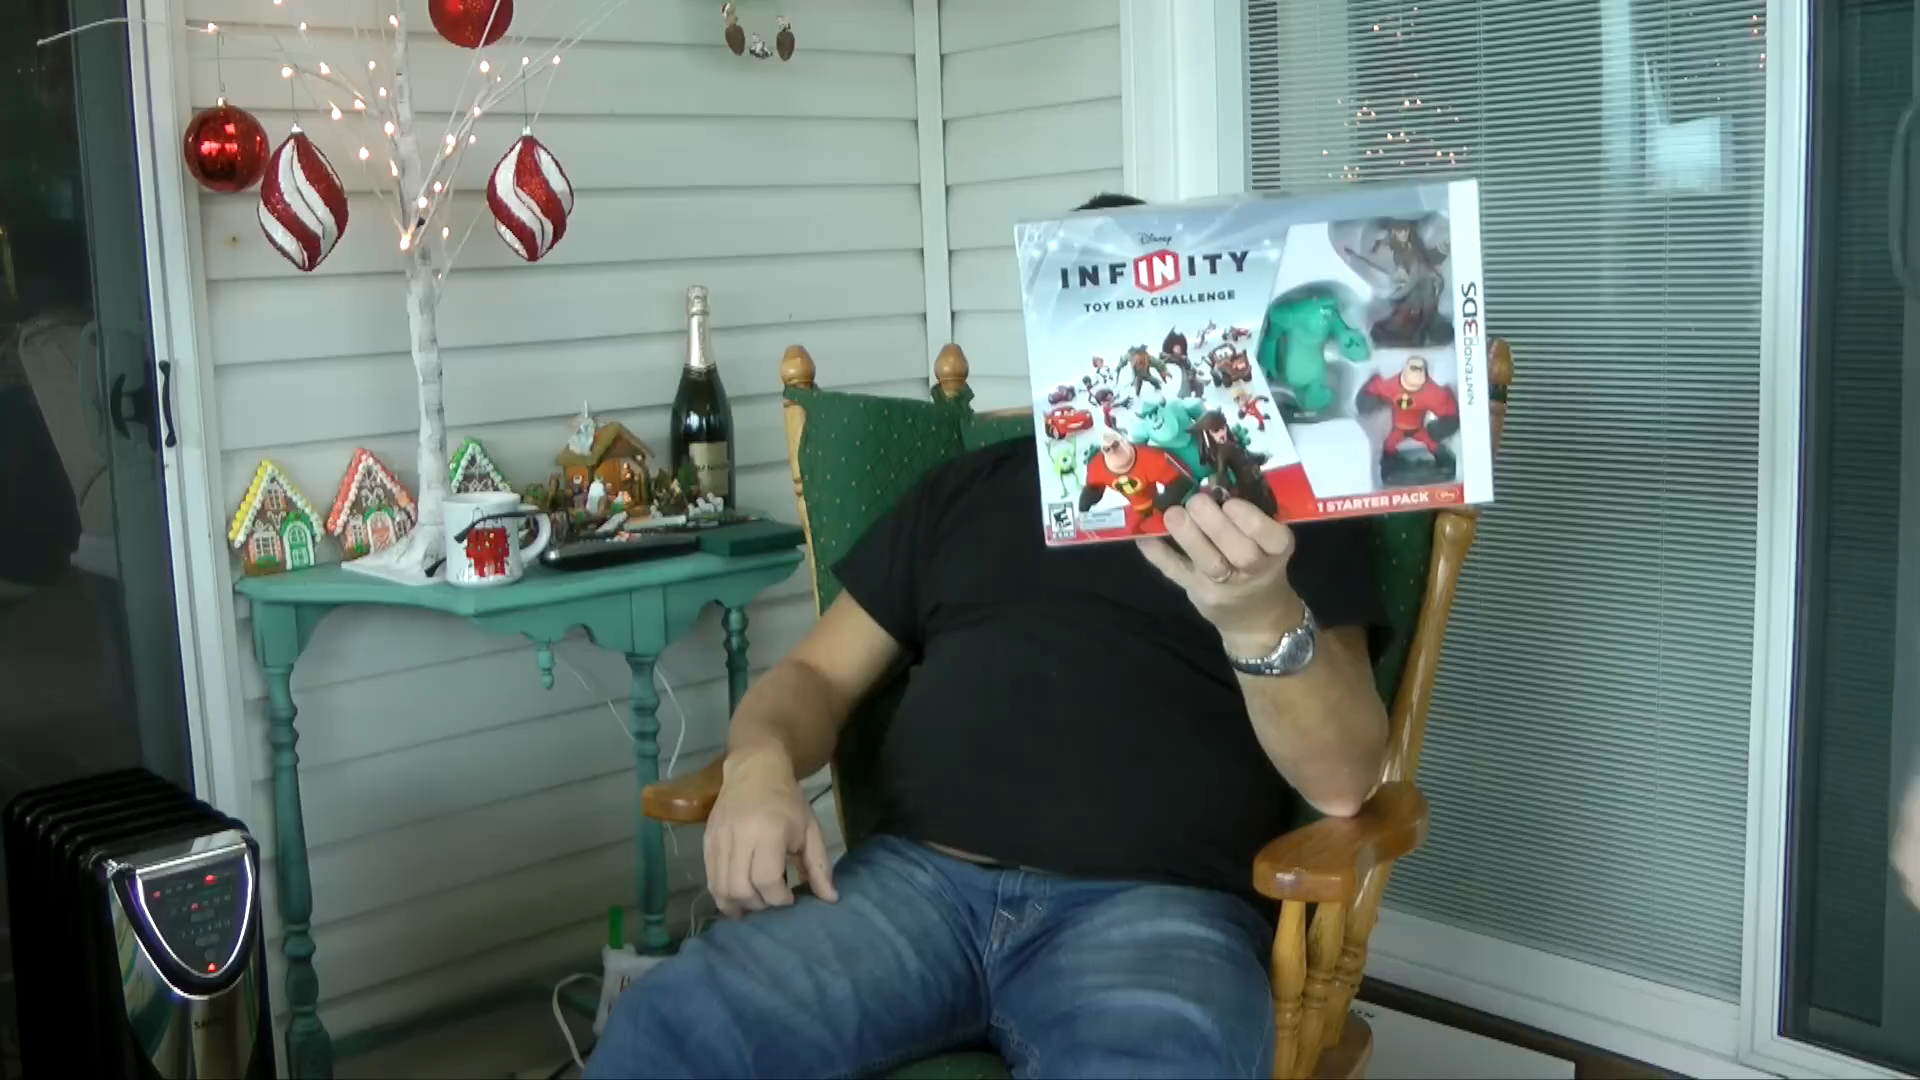 Disney
INFINITY
TOY BOX CHALLENGE
NINTENDO 3DS
1 STARTER PACK
E